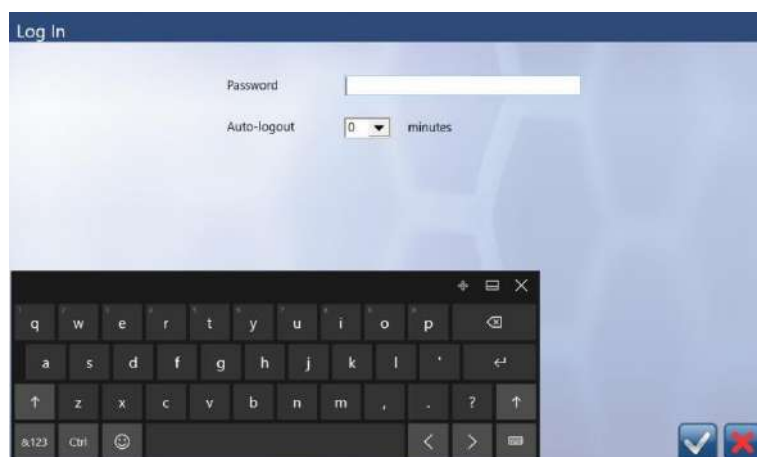 Log In
Password
Auto-logout 0 minutes
q w e r t y u i o p
a s d f g h j k l '
z x c v b n m , . ?
&123 Ctrl